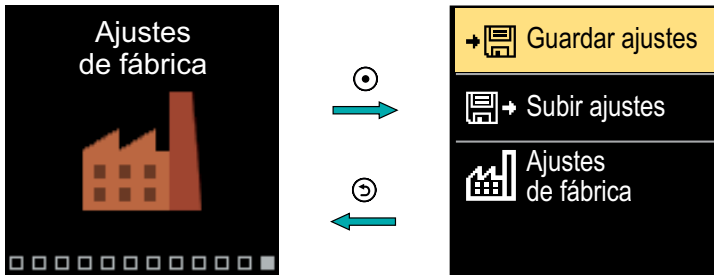 Ajustes
de fábrica
Guardar ajustes
Subir ajustes
Ajustes
de fábrica